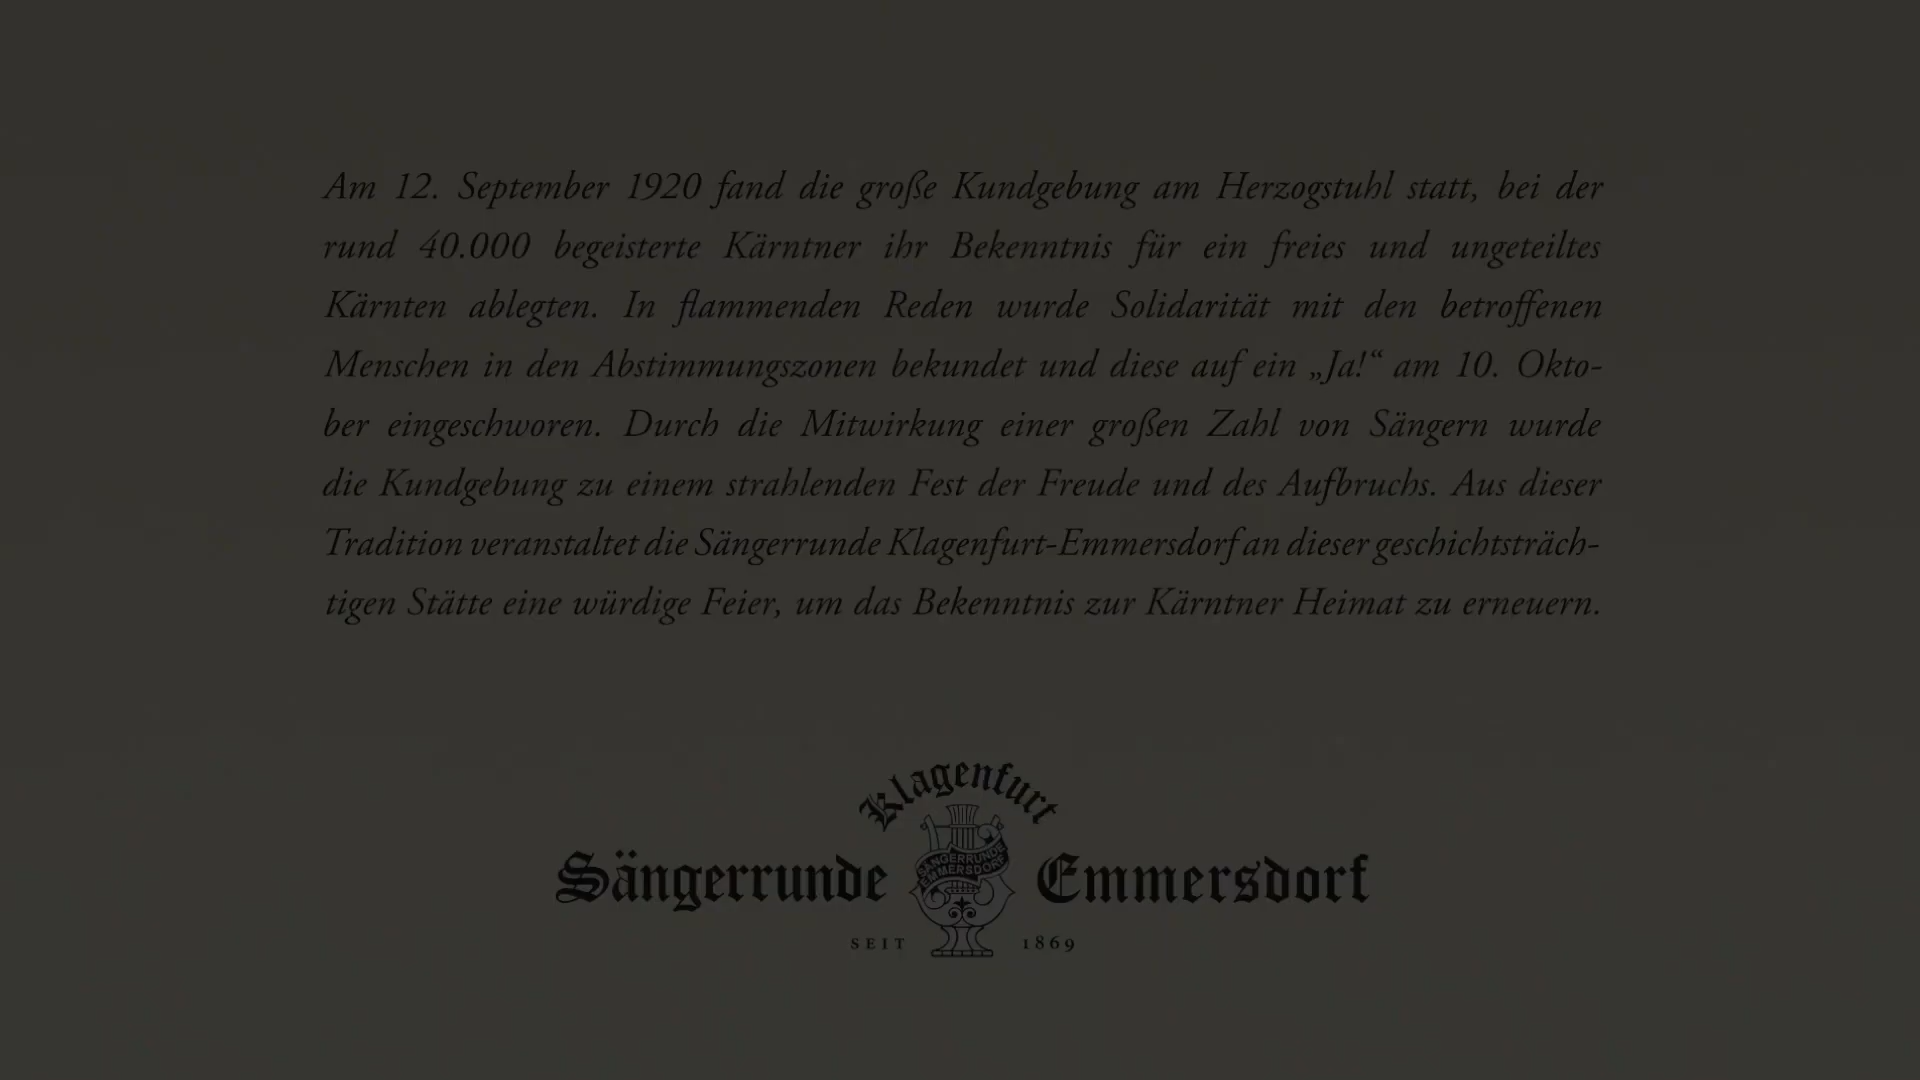 Am 12. September 1920 fand die große Kundgebung am Herzogstuhl statt, bei der
rund 40.000 begeisterte Kärntner ihr Bekenntnis für ein freies und ungeteiltes
Kärnten ablegten. In flammenden Reden wurde Solidarität mit den betroffenen
Menschen in den Abstimmungszonen bekundet und diese auf ein „Ja!“ am 10. Okto-
ber eingeschworen. Durch die Mitwirkung einer großen Zahl von Sängern wurde
die Kundgebung zu einem strahlenden Fest der Freude und des Aufbruchs. Aus dieser
Tradition veranstaltet die Sängerrunde Klagenfurt-Emmersdorf an dieser geschichtsträch-
tigen Stätte eine würdige Feier, um das Bekenntnis zur Kärntner Heimat zu erneuern.
Klagenfurt
Sängerrunde Emmersdorf
SÄNGERRUNDE
EMMERSDORF
SEIT 1869